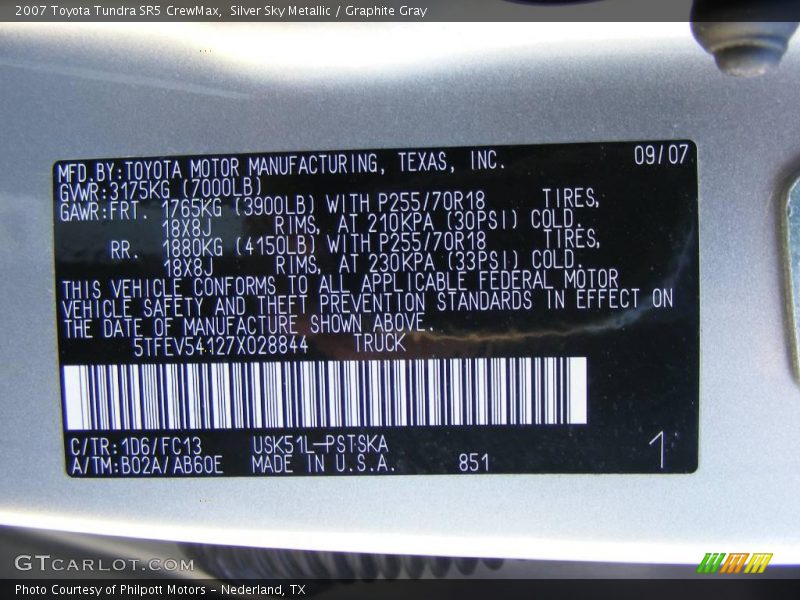 2007 Toyota Tundra SR5 CrewMax, Silver Sky Metallic / Graphite Gray
MFD.BY:TOYOTA MOTOR MANUFACTURING, TEXAS, INC. 09/07
GVWR:3175KG (7000LB)
GAWR:FRT. 1765KG (3900LB) WITH P255/70R18 TIRES,
18X8J RIMS, AT 210KPA (30PSI) COLD.
RR. 1880KG (4150LB) WITH P255/70R18 TIRES,
18X8J RIMS, AT 230KPA (33PSI) COLD.
THIS VEHICLE CONFORMS TO ALL APPLICABLE FEDERAL MOTOR
VEHICLE SAFETY AND THEFT PREVENTION STANDARDS IN EFFECT ON
THE DATE OF MANUFACTURE SHOWN ABOVE.
5TFEV54127X028844 TRUCK
C/TR:1D6/FC13 USK51L-PSTSKA
A/TM:B02A/AB60E MADE IN U.S.A. 851 1
GTCARLOT.COM
Photo Courtesy of Philpott Motors - Nederland, TX